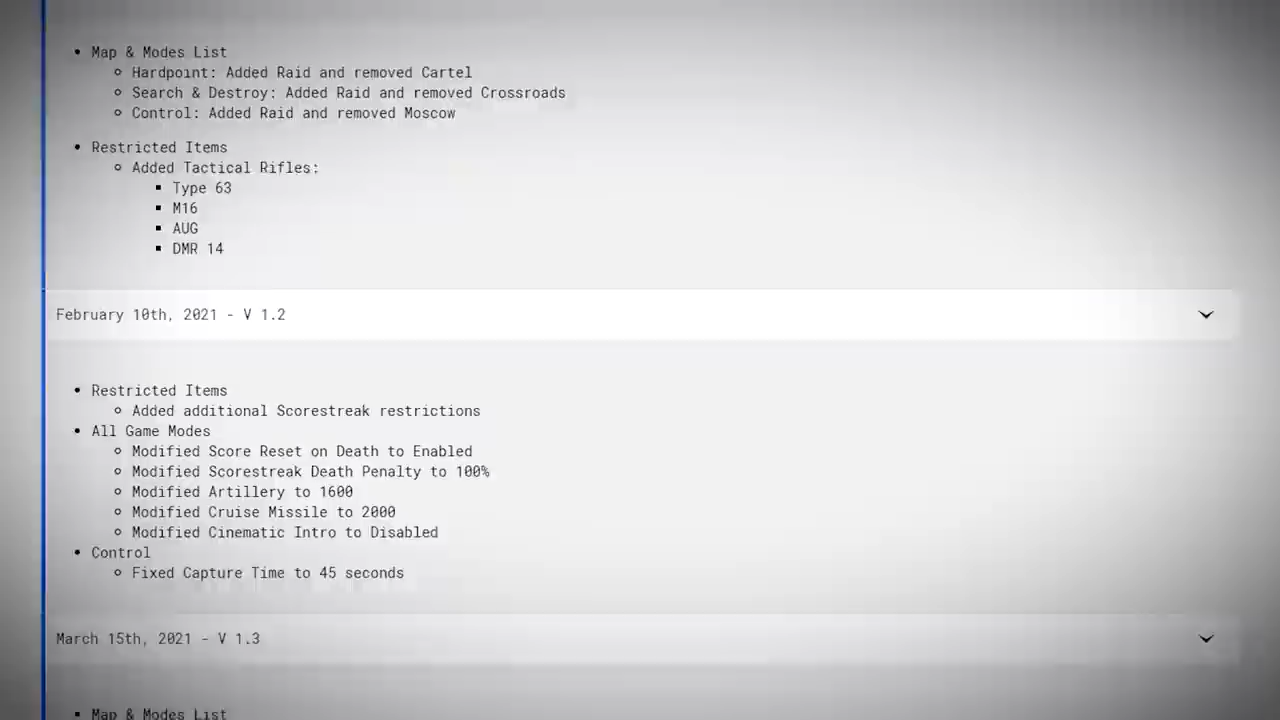 Map & Modes List
Hardpoint: Added Raid and removed Cartel
Search & Destroy: Added Raid and removed Crossroads
Control: Added Raid and removed Moscow
Restricted Items
Added Tactical Rifles:
Type 63
M16
AUG
DMR 14
February 10th, 2021 - V 1.2
Restricted Items
Added additional Scorestreak restrictions
All Game Modes
Modified Score Reset on Death to Enabled
Modified Scorestreak Death Penalty to 100%
Modified Artillery to 1600
Modified Cruise Missile to 2000
Modified Cinematic Intro to Disabled
Control
Fixed Capture Time to 45 seconds
March 15th, 2021 - V 1.3
Map & Modes List